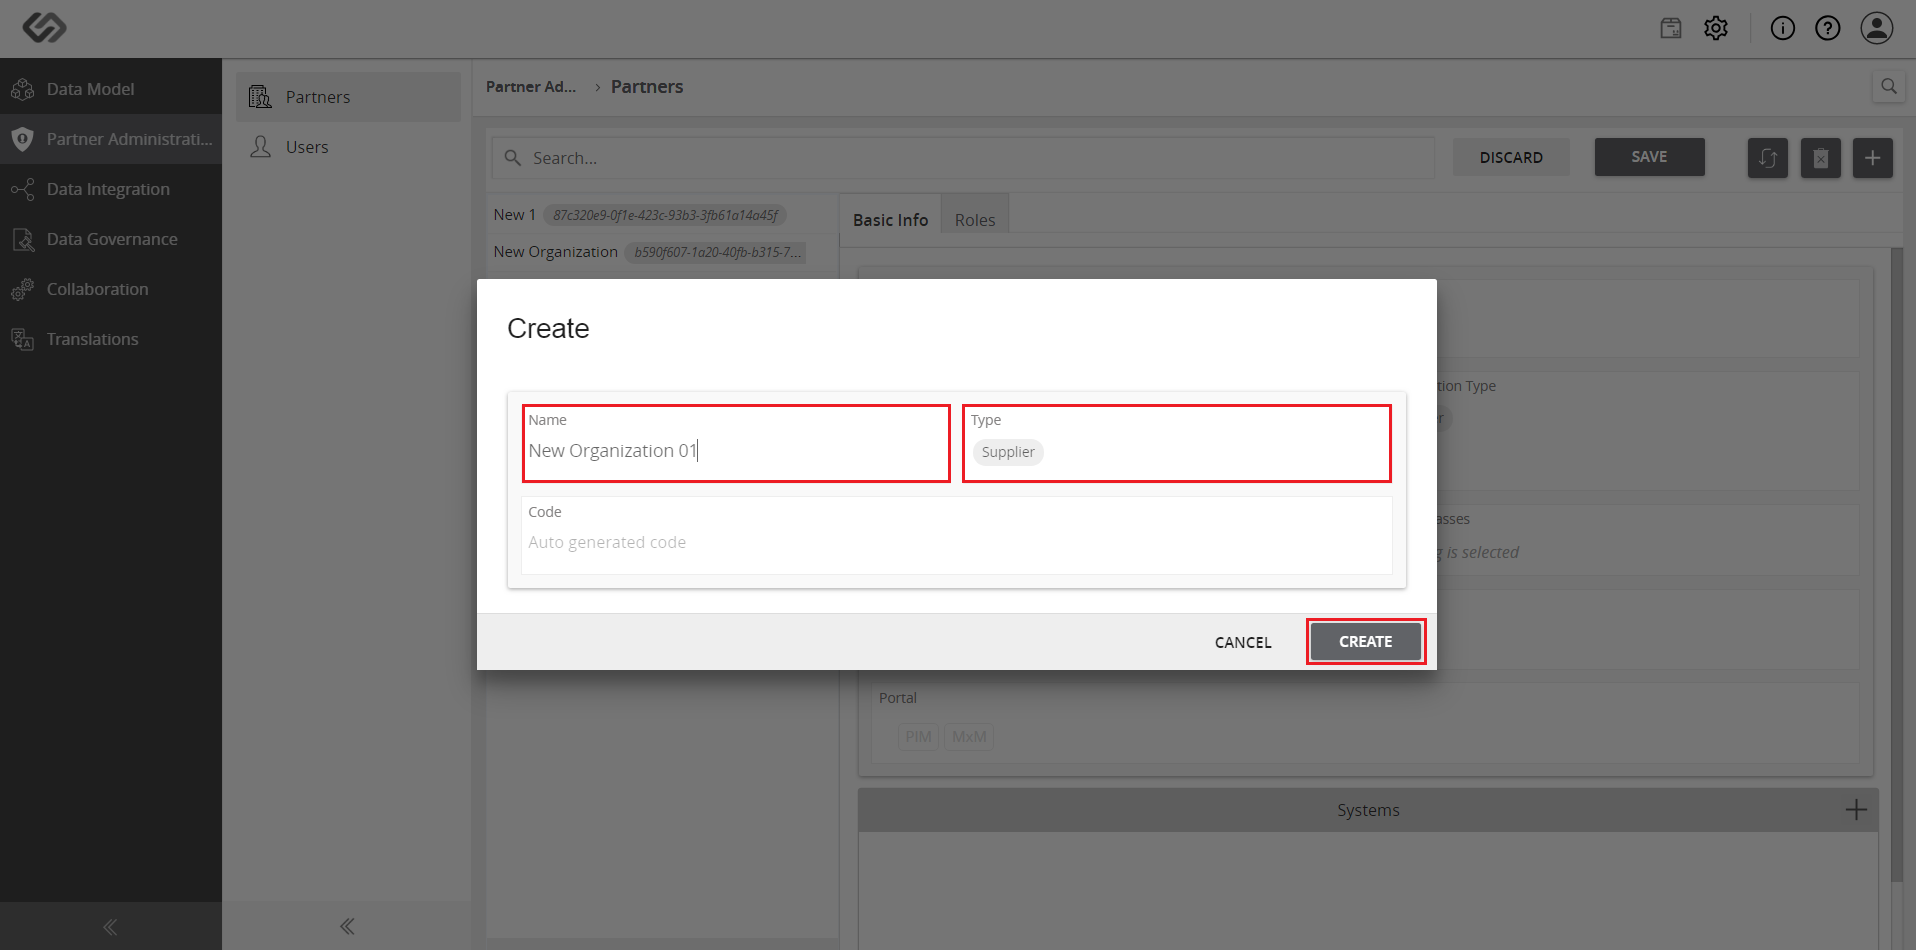 Data Model
Partner Administrati...
Data Integration
Data Governance
Collaboration
Translations
Partners
Users
Partner Ad... > Partners
Search...
DISCARD
SAVE
New 1 87c320e9-0f1e-423c-93b3-3fb61a14a45f
New Organization b590f607-1a20-40fb-b315-7...
Basic Info
Roles
Create
Name
New Organization 01
Type
Supplier
Code
Auto generated code
CANCEL
CREATE
tion Type
r
asses
g is selected
Portal
PIM
MxM
Systems